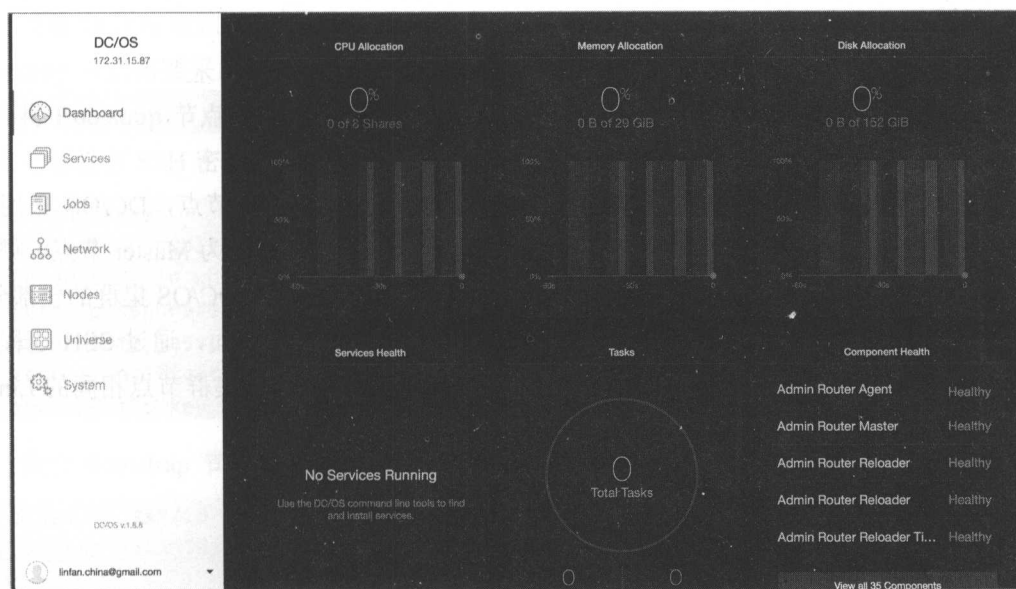 DC/OS
172.31.15.87
Dashboard
Services
Jobs
Network
Nodes
Universe
System
DC/OS v.1.8.8
linfan.china@gmail.com
CPU Allocation
0%
0 of 8 Shares
100%
50%
0%
-60s
-30s
0
Memory Allocation
0%
0 B of 29 GiB
100%
50%
0%
-60s
-30s
0
Disk Allocation
0%
0 B of 152 GiB
100%
50%
0%
-60s
-30s
0
Services Health
No Services Running
Use the DC/OS command line tools to find
and install services.
Tasks
0
Total Tasks
0 0
Component Health
Admin Router Agent Healthy
Admin Router Master Healthy
Admin Router Reloader Healthy
Admin Router Reloader Healthy
Admin Router Reloader Ti... Healthy
View all 35 Components